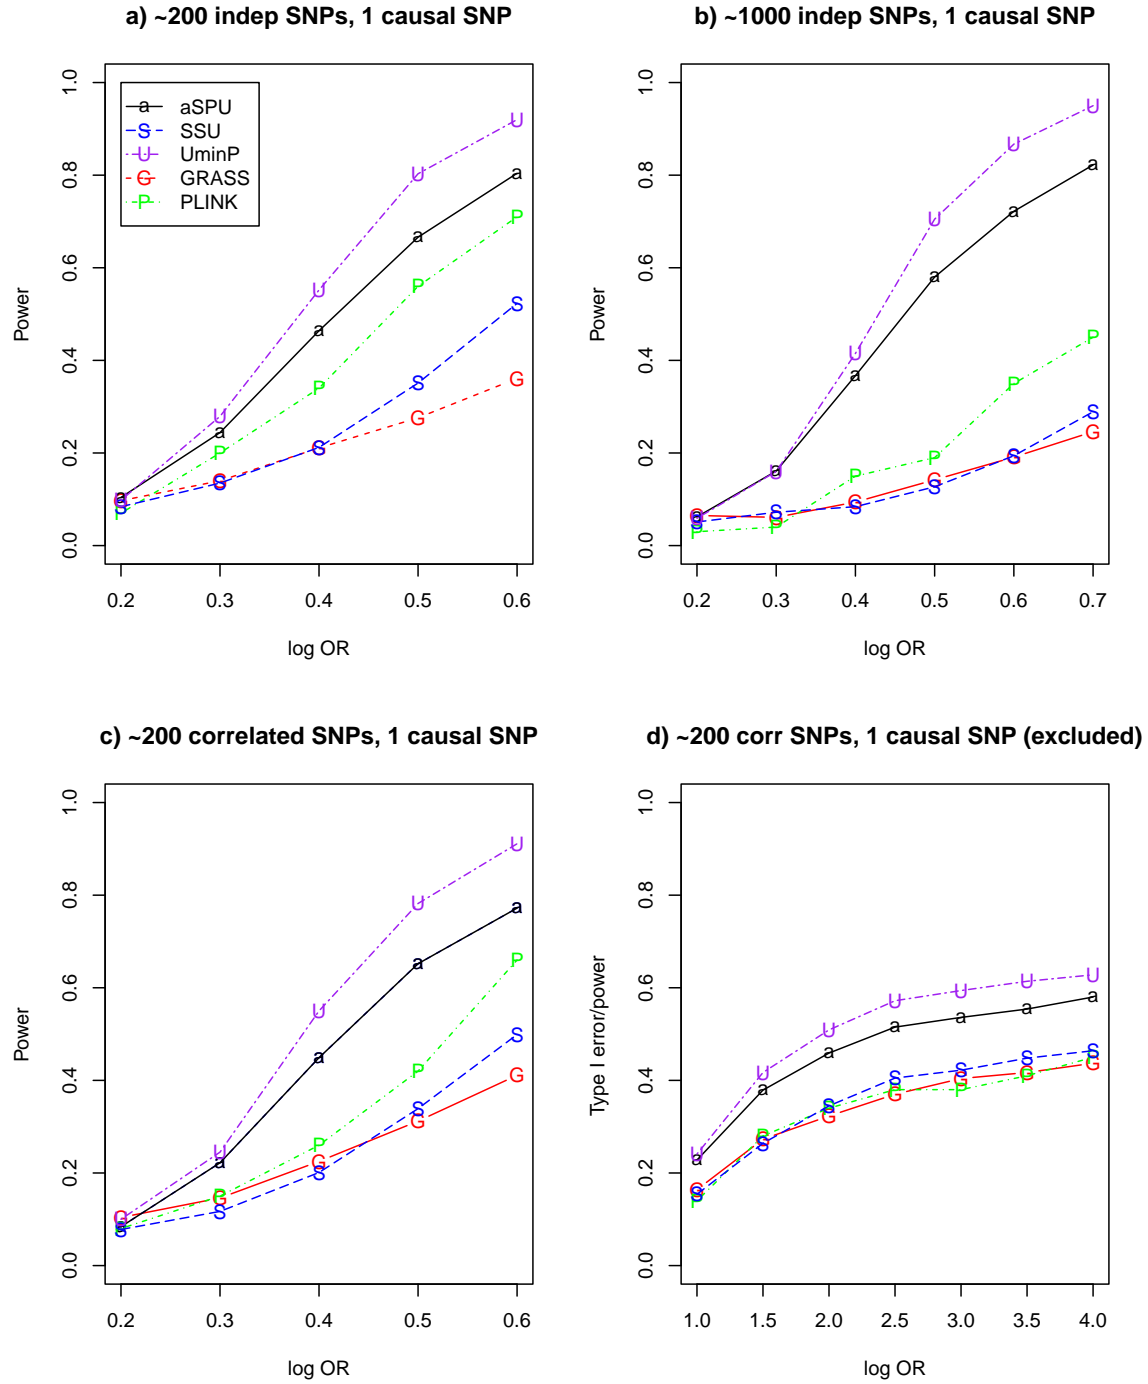 a) ~200 indep SNPs, 1 causal SNP
Power
0.0 0.2 0.4 0.6 0.8 1.0
a aSPU
S SSU
U UminP
G GRASS
P PLINK
0.2 0.3 0.4 0.5 0.6
log OR
b) ~1000 indep SNPs, 1 causal SNP
Power
0.0 0.2 0.4 0.6 0.8 1.0
0.2 0.3 0.4 0.5 0.6 0.7
log OR
c) ~200 correlated SNPs, 1 causal SNP
Power
0.0 0.2 0.4 0.6 0.8 1.0
0.2 0.3 0.4 0.5 0.6
log OR
d) ~200 corr SNPs, 1 causal SNP (excluded)
Type I error/power
0.0 0.2 0.4 0.6 0.8 1.0
1.0 1.5 2.0 2.5 3.0 3.5 4.0
log OR